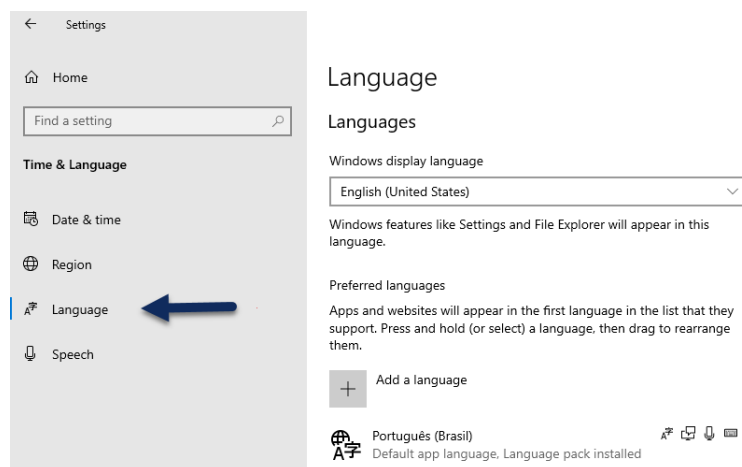 Settings
Home
Find a setting
Time & Language
Date & time
Region
Language
Speech
Language
Languages
Windows display language
English (United States)
Windows features like Settings and File Explorer will appear in this
language.
Preferred languages
Apps and websites will appear in the first language in the list that they
support. Press and hold (or select) a language, then drag to rearrange
them.
Add a language
Português (Brasil)
Default app language, Language pack installed